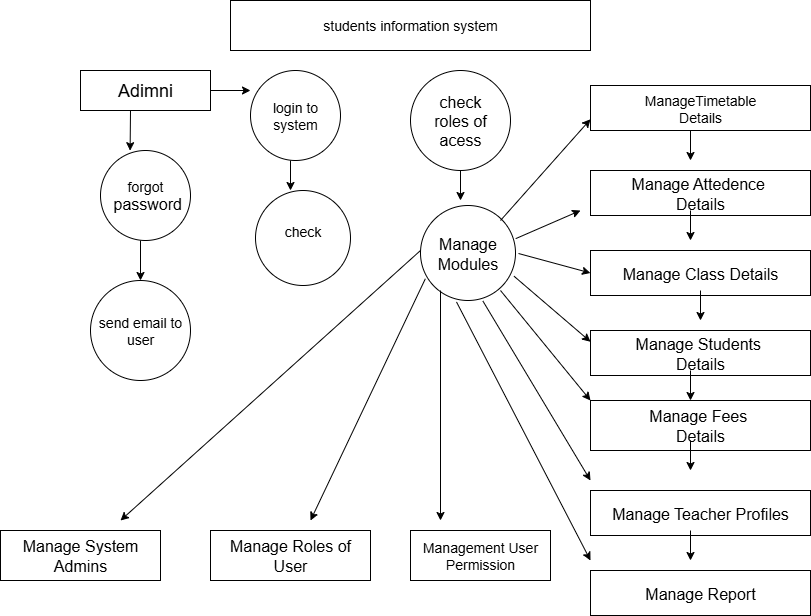 students information system
Adimni
login to
system
check
roles of
acess
ManageTimetable
Details
forgot
password
Manage Attedence
Details
check
Manage
Modules
Manage Class Details
send email to
user
Manage Students
Details
Manage Fees
Details
Manage Teacher Profiles
Manage System
Admins
Manage Roles of
User
Management User
Permission
Manage Report